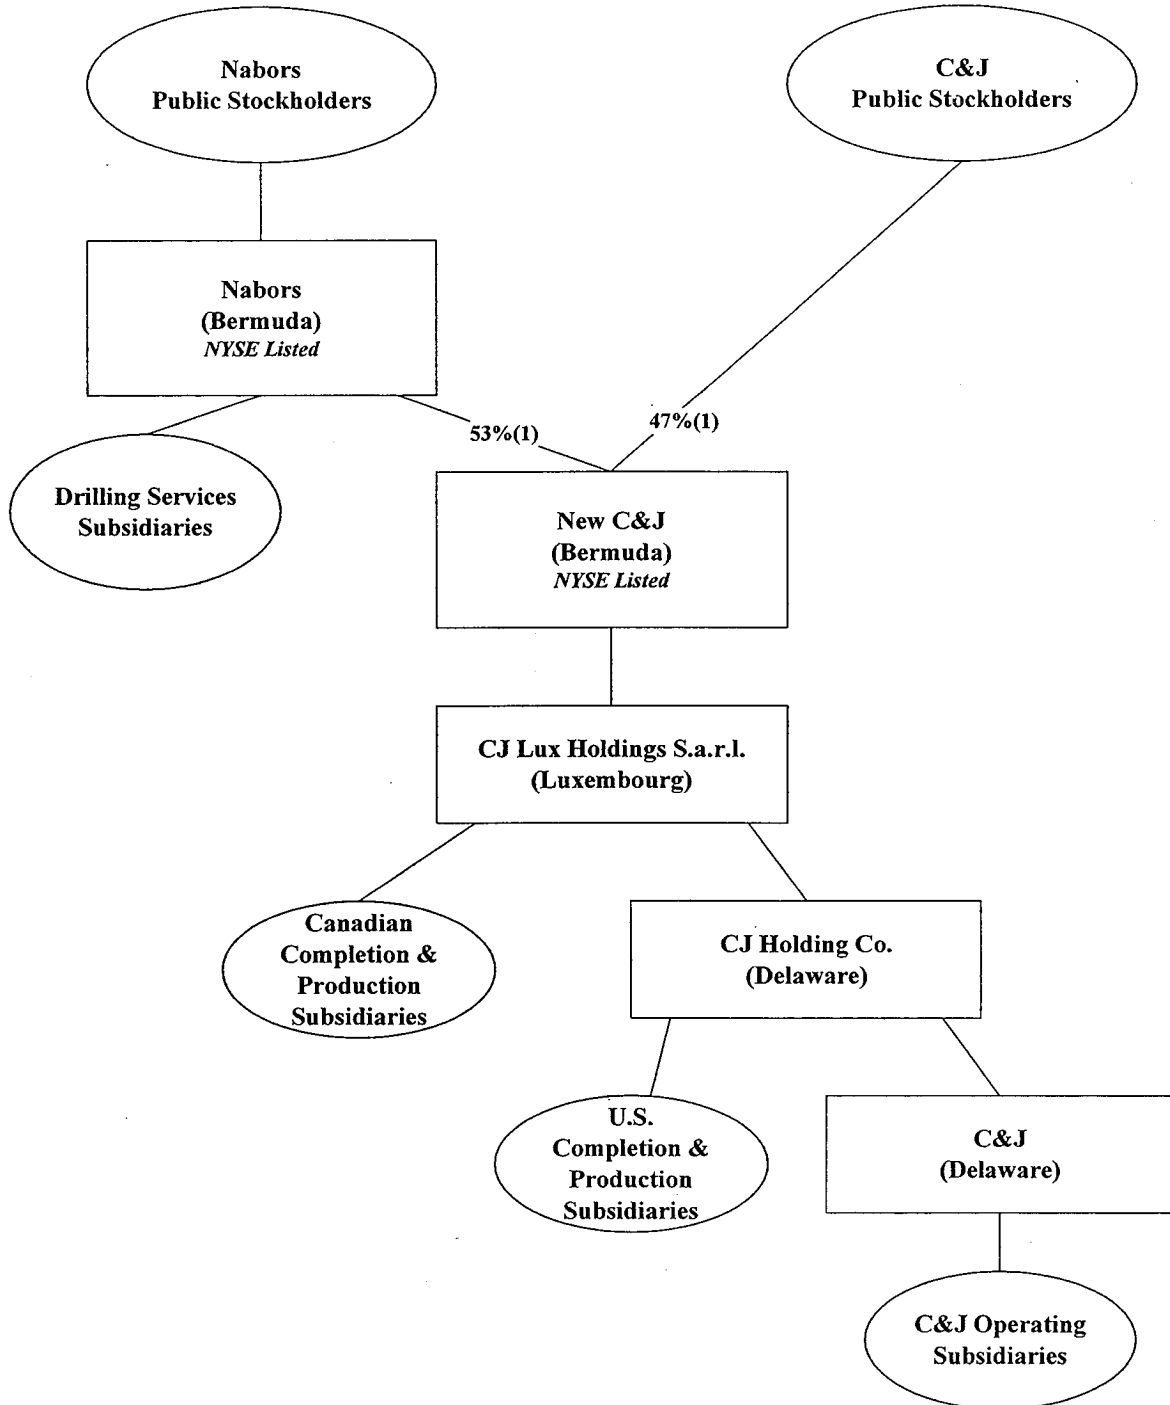 Nabors
Public Stockholders
C&J
Public Stockholders
Nabors
(Bermuda)
NYSE Listed
53%(1)
47%(1)
Drilling Services
Subsidiaries
New C&J
(Bermuda)
NYSE Listed
CJ Lux Holdings S.a.r.l.
(Luxembourg)
Canadian
Completion &
Production
Subsidiaries
CJ Holding Co.
(Delaware)
U.S.
Completion &
Production
Subsidiaries
C&J
(Delaware)
C&J Operating
Subsidiaries